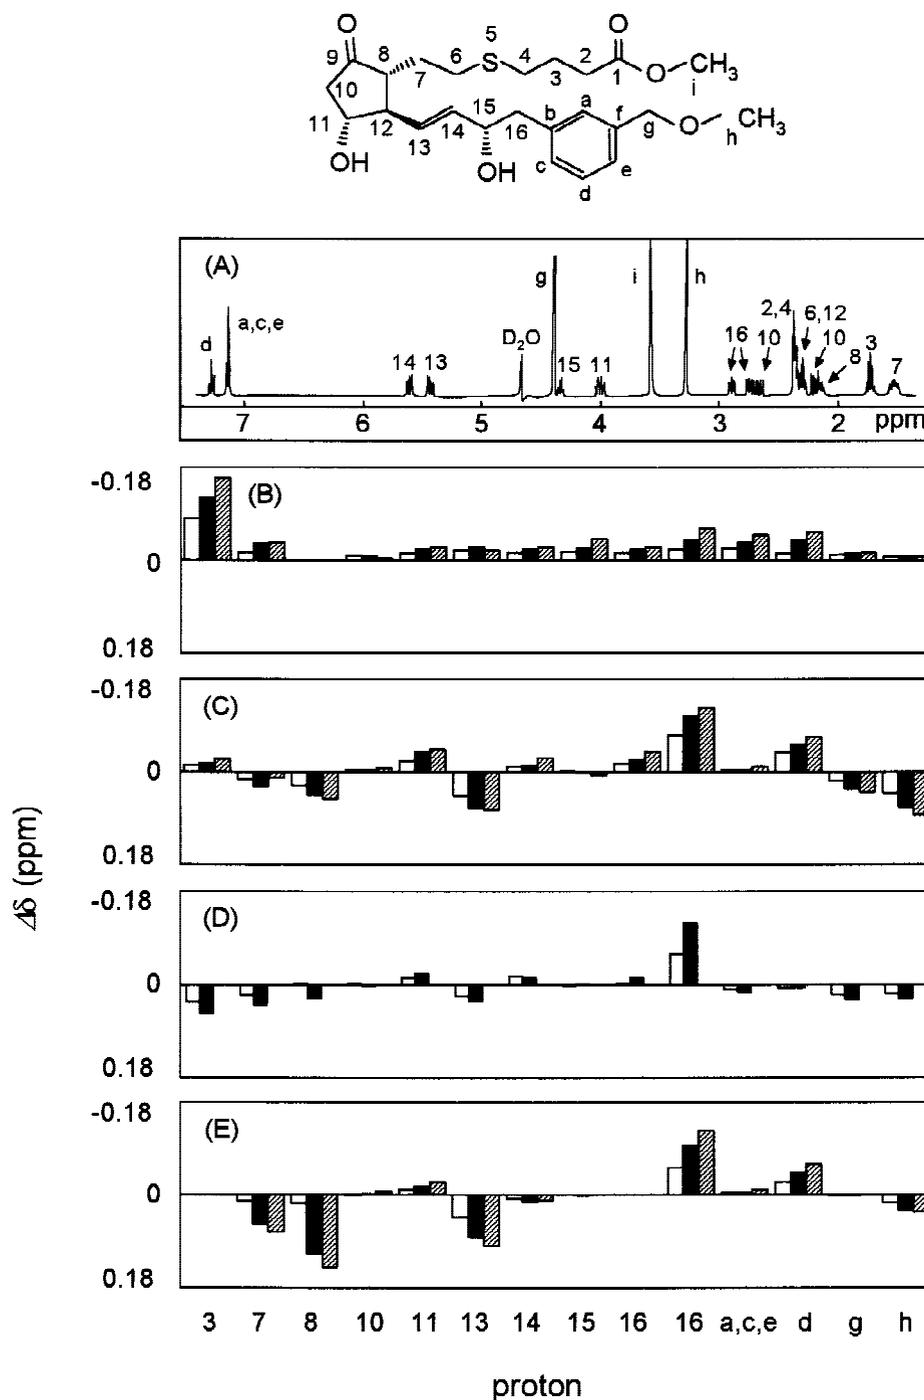 O
9
8
7
6
S
5
4
3
2
O
1
O
CH₃
i
10
11
12
13
14
15
16
OH
OH
b
a
f
c
d
e
g
O
h
CH₃
(A)
d
a,c,e
14
13
D₂O
g
15
11
i
h
16
10
2,4
6,12
10
8
3
7
7
6
5
4
3
2
ppm
(B)
-0.18
0
0.18
(C)
-0.18
0
0.18
(D)
-0.18
0
0.18
(E)
-0.18
0
0.18
Δδ (ppm)
3 7 8 10 11 13 14 15 16 16 a,c,e d g h
proton